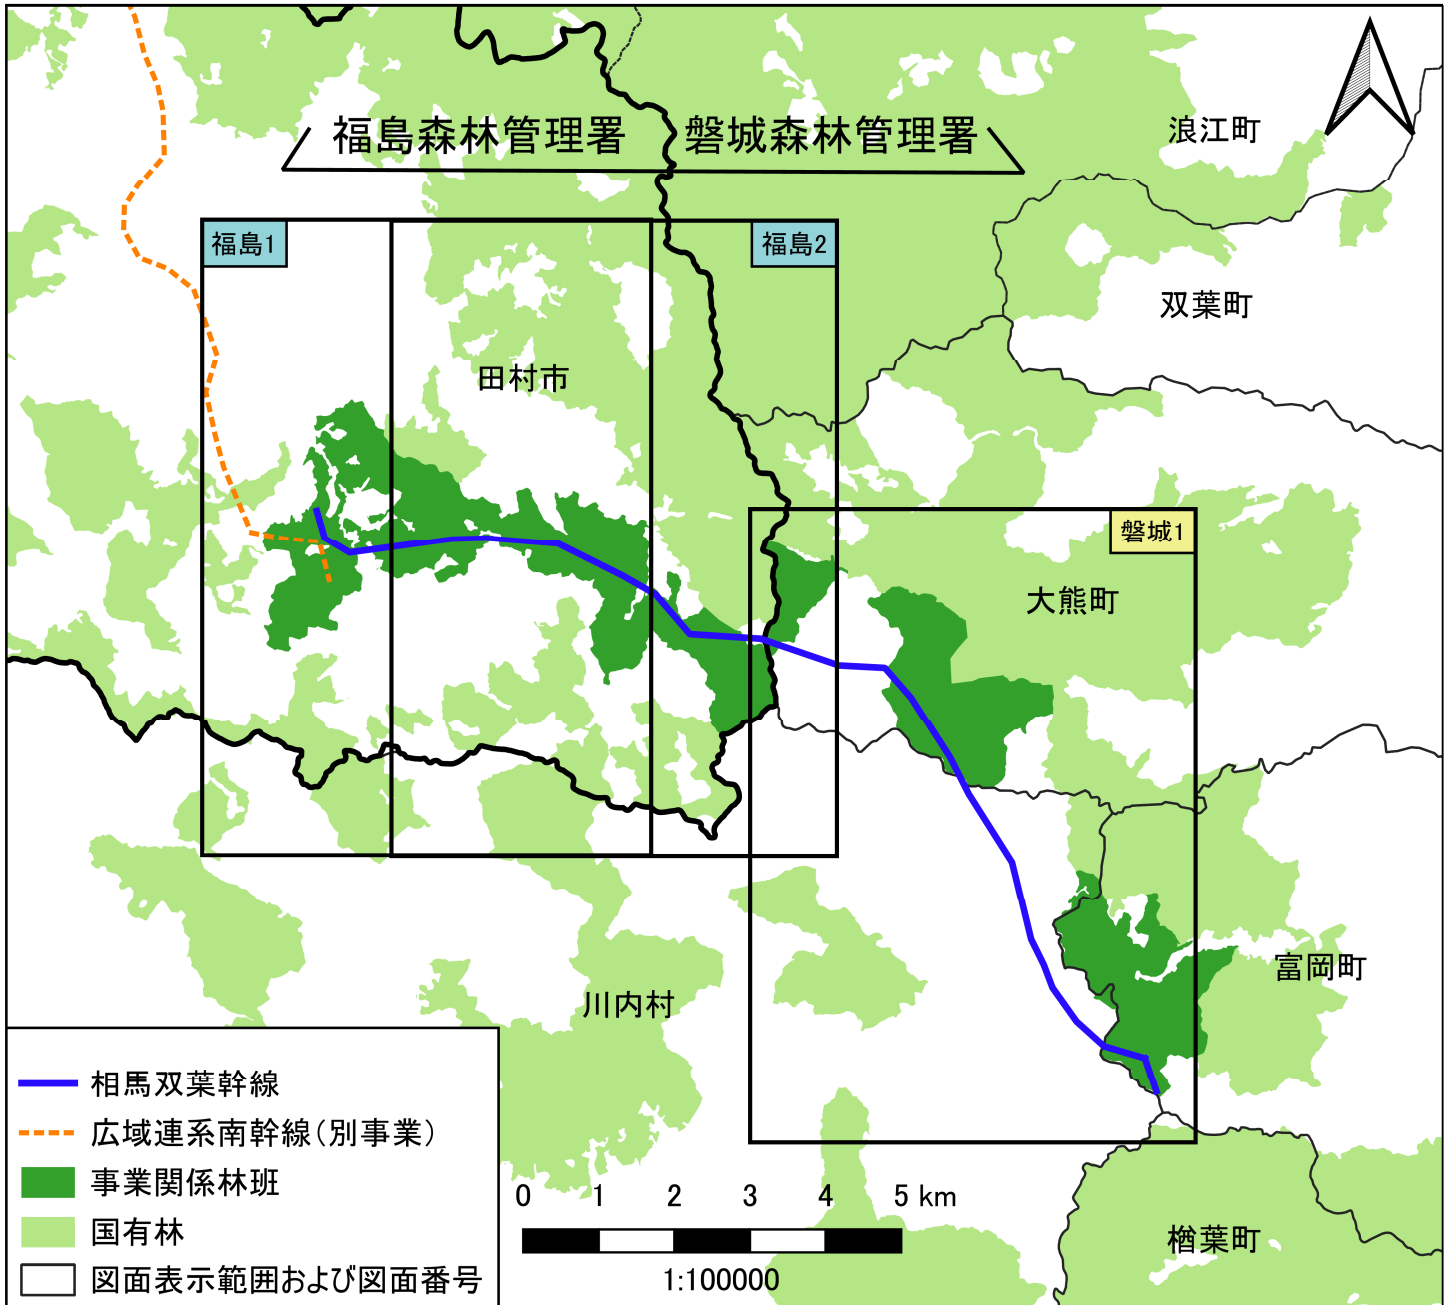 福島森林管理署
磐城森林管理署
浪江町
福島1
福島2
双葉町
田村市
磐城1
大熊町
富岡町
川内村
相馬双葉幹線
広域連系南幹線(別事業)
事業関係林班
国有林
図面表示範囲および図面番号
0 1 2 3 4 5 km
1:100000
楢葉町